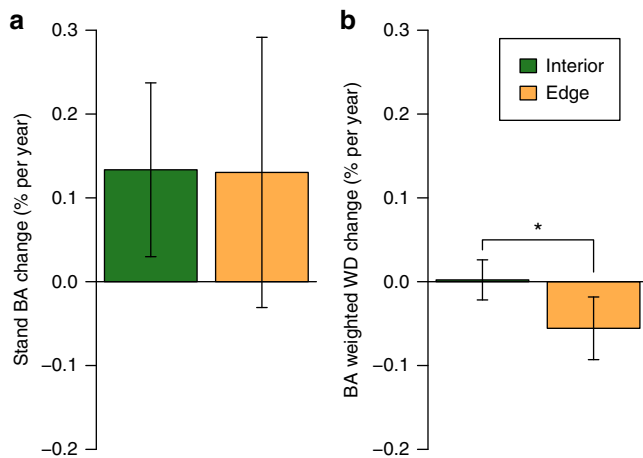 a
Stand BA change (% per year)
0.3
0.2
0.1
0.0
−0.1
−0.2
b
BA weighted WD change (% per year)
0.3
0.2
0.1
0.0
−0.1
−0.2
Interior
Edge
*